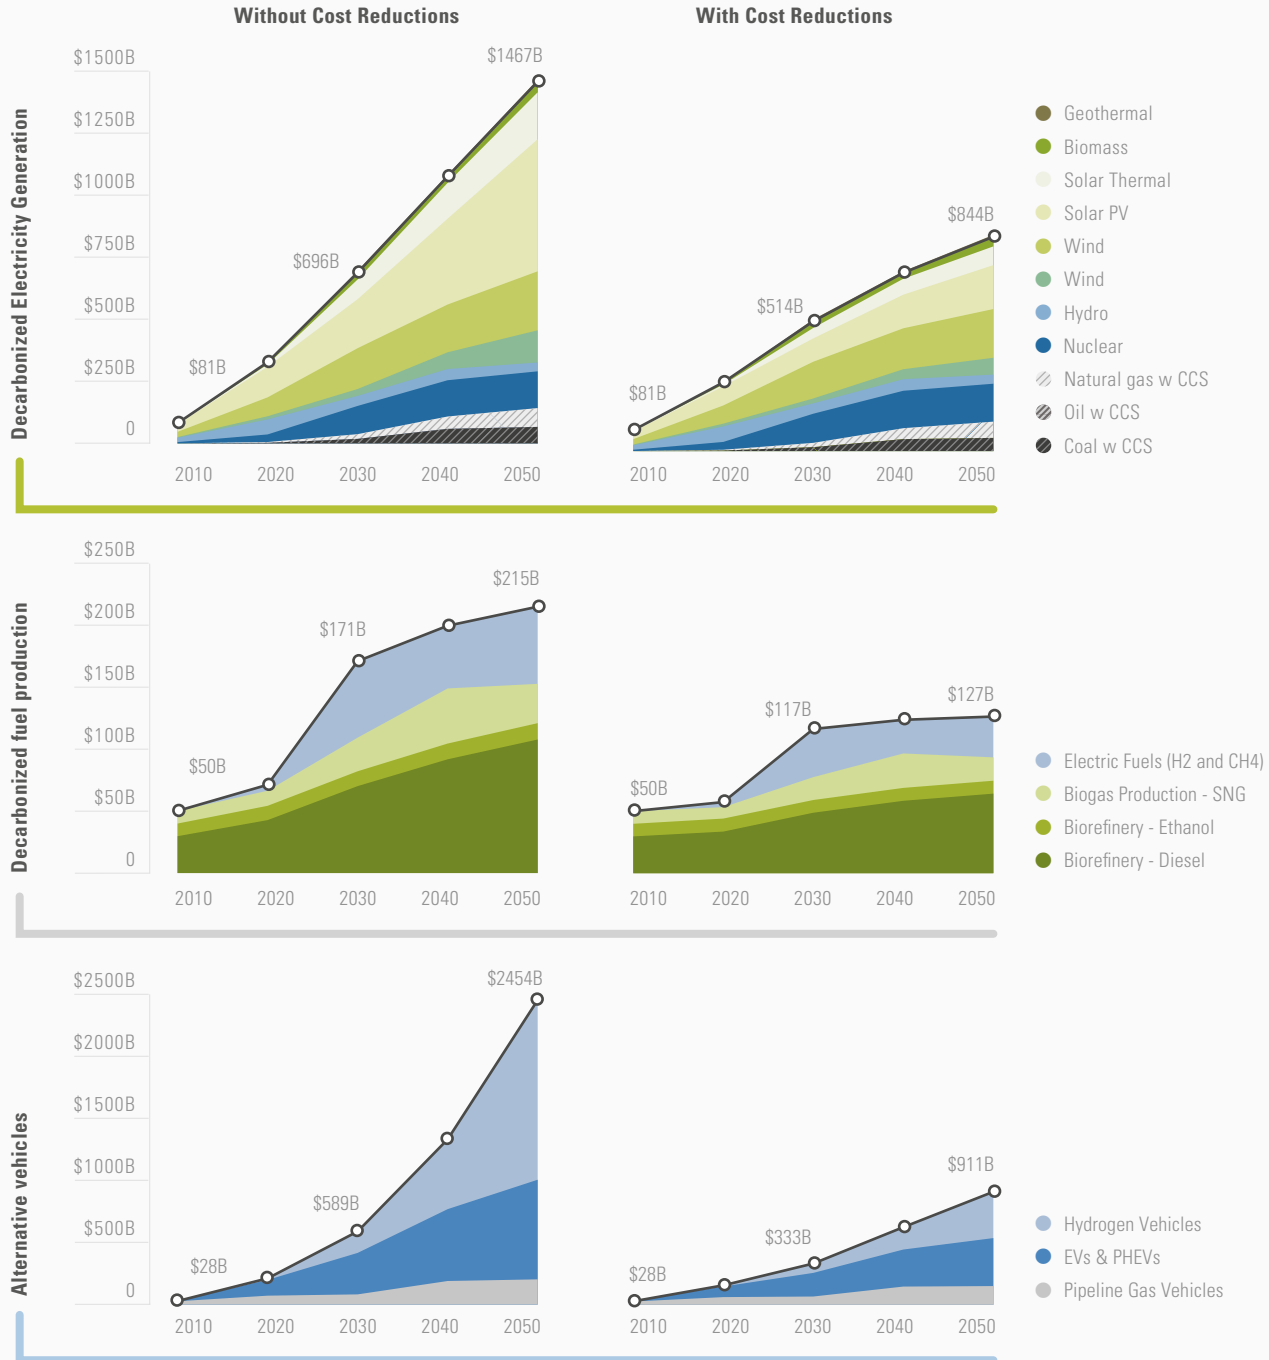 Without Cost Reductions
With Cost Reductions
Decarbonized Electricity Generation
$1500B
$1250B
$1000B
$750B
$500B
$250B
0
$81B
$696B
$1467B
2010 2020 2030 2040 2050
$81B
$514B
$844B
2010 2020 2030 2040 2050
Geothermal
Biomass
Solar Thermal
Solar PV
Wind
Wind
Hydro
Nuclear
Natural gas w CCS
Oil w CCS
Coal w CCS
Decarbonized fuel production
$250B
$200B
$150B
$100B
$50B
0
$50B
$171B
$215B
2010 2020 2030 2040 2050
$50B
$117B
$127B
2010 2020 2030 2040 2050
Electric Fuels (H2 and CH4)
Biogas Production - SNG
Biorefinery - Ethanol
Biorefinery - Diesel
Alternative vehicles
$2500B
$2000B
$1500B
$1000B
$500B
0
$28B
$589B
$2454B
2010 2020 2030 2040 2050
$28B
$333B
$911B
2010 2020 2030 2040 2050
Hydrogen Vehicles
EVs & PHEVs
Pipeline Gas Vehicles